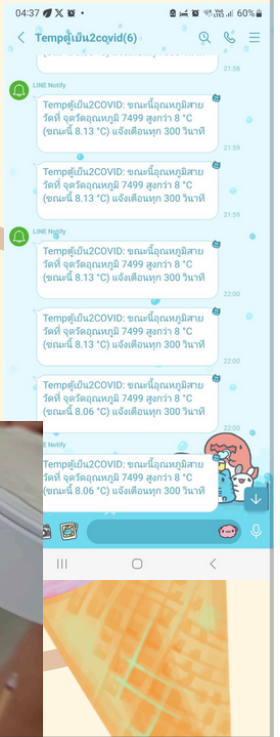 04:37
60%
Tempตู้เย็น2covid(6)
21:58
LINE Notify
Tempตู้เย็น2COVID: ขณะนี้อุณหภูมิสาย
วัดที่ จุดวัดอุณหภูมิ 7499 สูงกว่า 8 °C
(ขณะนี้ 8.13 °C) แจ้งเตือนทุก 300 วินาที
21:59
Tempตู้เย็น2COVID: ขณะนี้อุณหภูมิสาย
วัดที่ จุดวัดอุณหภูมิ 7499 สูงกว่า 8 °C
(ขณะนี้ 8.13 °C) แจ้งเตือนทุก 300 วินาที
21:59
LINE Notify
Tempตู้เย็น2COVID: ขณะนี้อุณหภูมิสาย
วัดที่ จุดวัดอุณหภูมิ 7499 สูงกว่า 8 °C
(ขณะนี้ 8.13 °C) แจ้งเตือนทุก 300 วินาที
22:00
Tempตู้เย็น2COVID: ขณะนี้อุณหภูมิสาย
วัดที่ จุดวัดอุณหภูมิ 7499 สูงกว่า 8 °C
(ขณะนี้ 8.13 °C) แจ้งเตือนทุก 300 วินาที
22:00
Tempตู้เย็น2COVID: ขณะนี้อุณหภูมิสาย
วัดที่ จุดวัดอุณหภูมิ 7499 สูงกว่า 8 °C
(ขณะนี้ 8.06 °C) แจ้งเตือนทุก 300 วินาที
22:00
Notify
Tempตู้เย็น2COVID: ขณะนี้อุณหภูมิสาย
วัดที่ จุดวัดอุณหภูมิ 7499 สูงกว่า 8 °C
(ขณะนี้ 8.06 °C) แจ้งเตือนทุก 300 วินาที